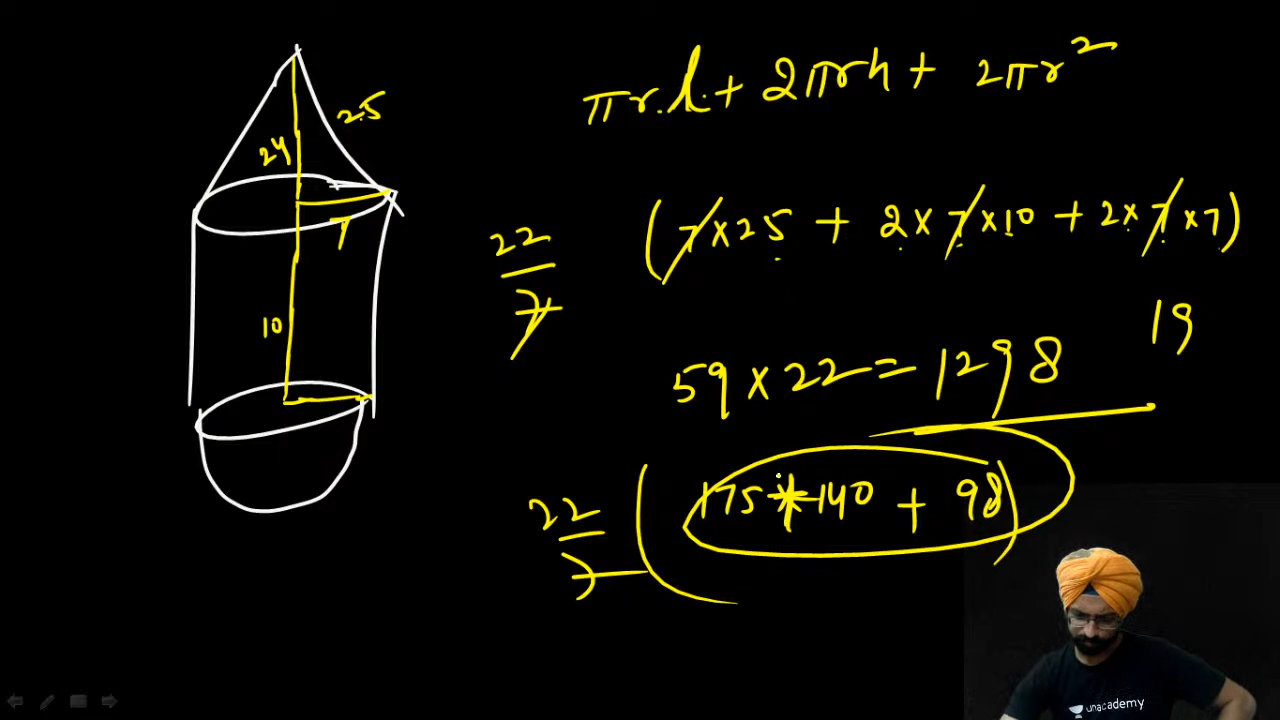 πr.l + 2πrh + 2πr²
25
24
7
10
22/7 (7×25 + 2×7×10 + 2×7×7)
19
59×22=1298
22/7 (175+140 + 98)
unacademy